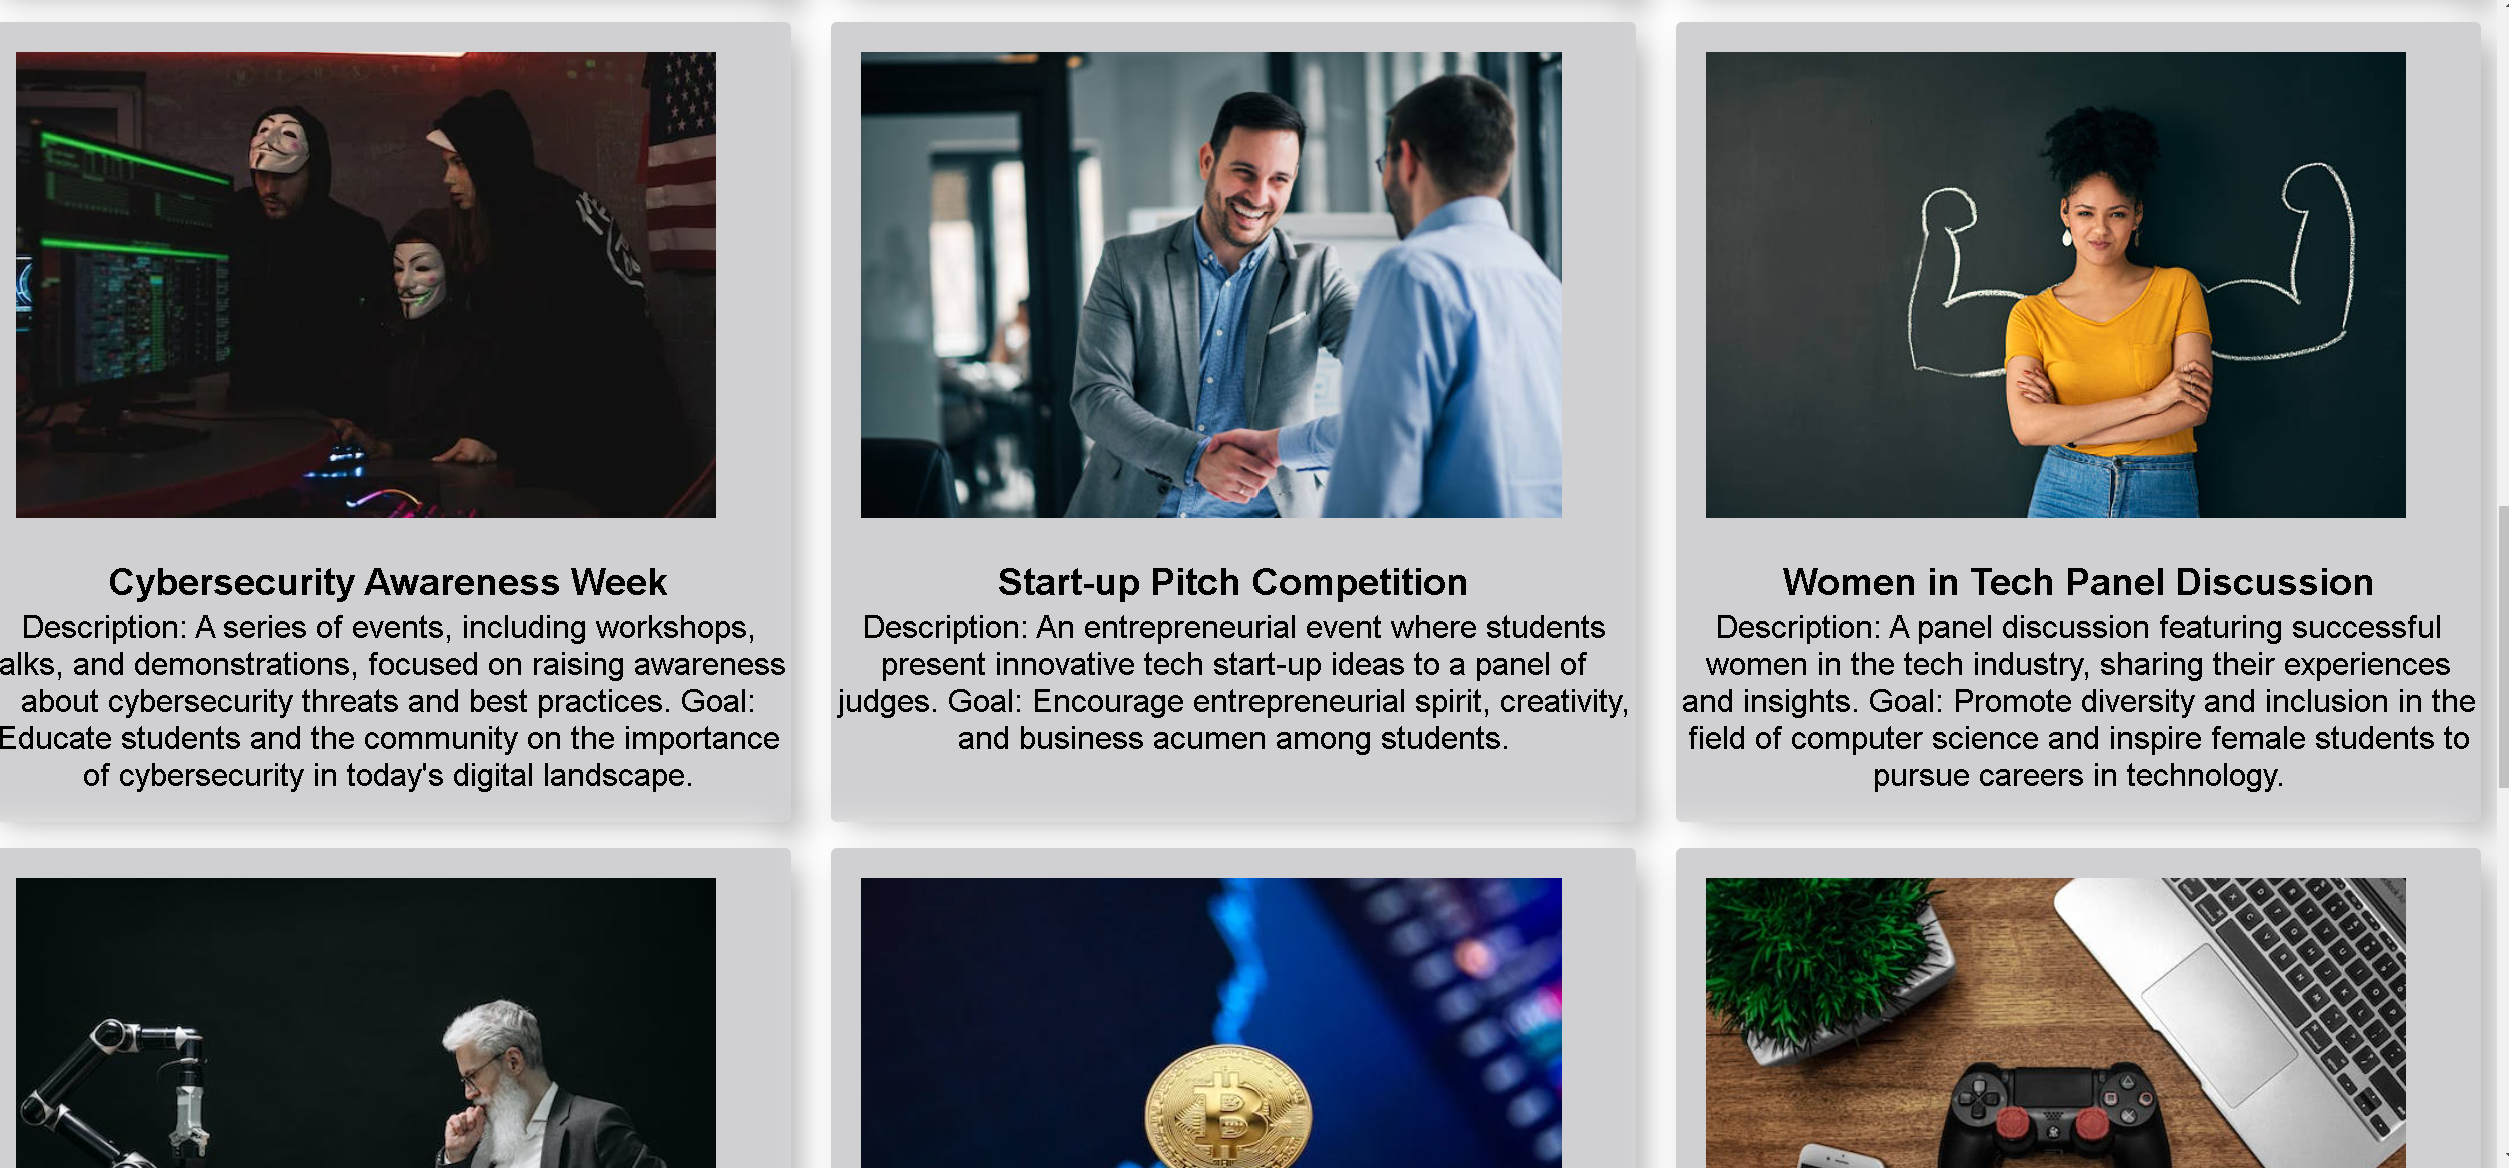 Cybersecurity Awareness Week
Description: A series of events, including workshops,
alks, and demonstrations, focused on raising awareness
about cybersecurity threats and best practices. Goal:
Educate students and the community on the importance
of cybersecurity in today's digital landscape.
Start-up Pitch Competition
Description: An entrepreneurial event where students
present innovative tech start-up ideas to a panel of
judges. Goal: Encourage entrepreneurial spirit, creativity,
and business acumen among students.
Women in Tech Panel Discussion
Description: A panel discussion featuring successful
women in the tech industry, sharing their experiences
and insights. Goal: Promote diversity and inclusion in the
field of computer science and inspire female students to
pursue careers in technology.